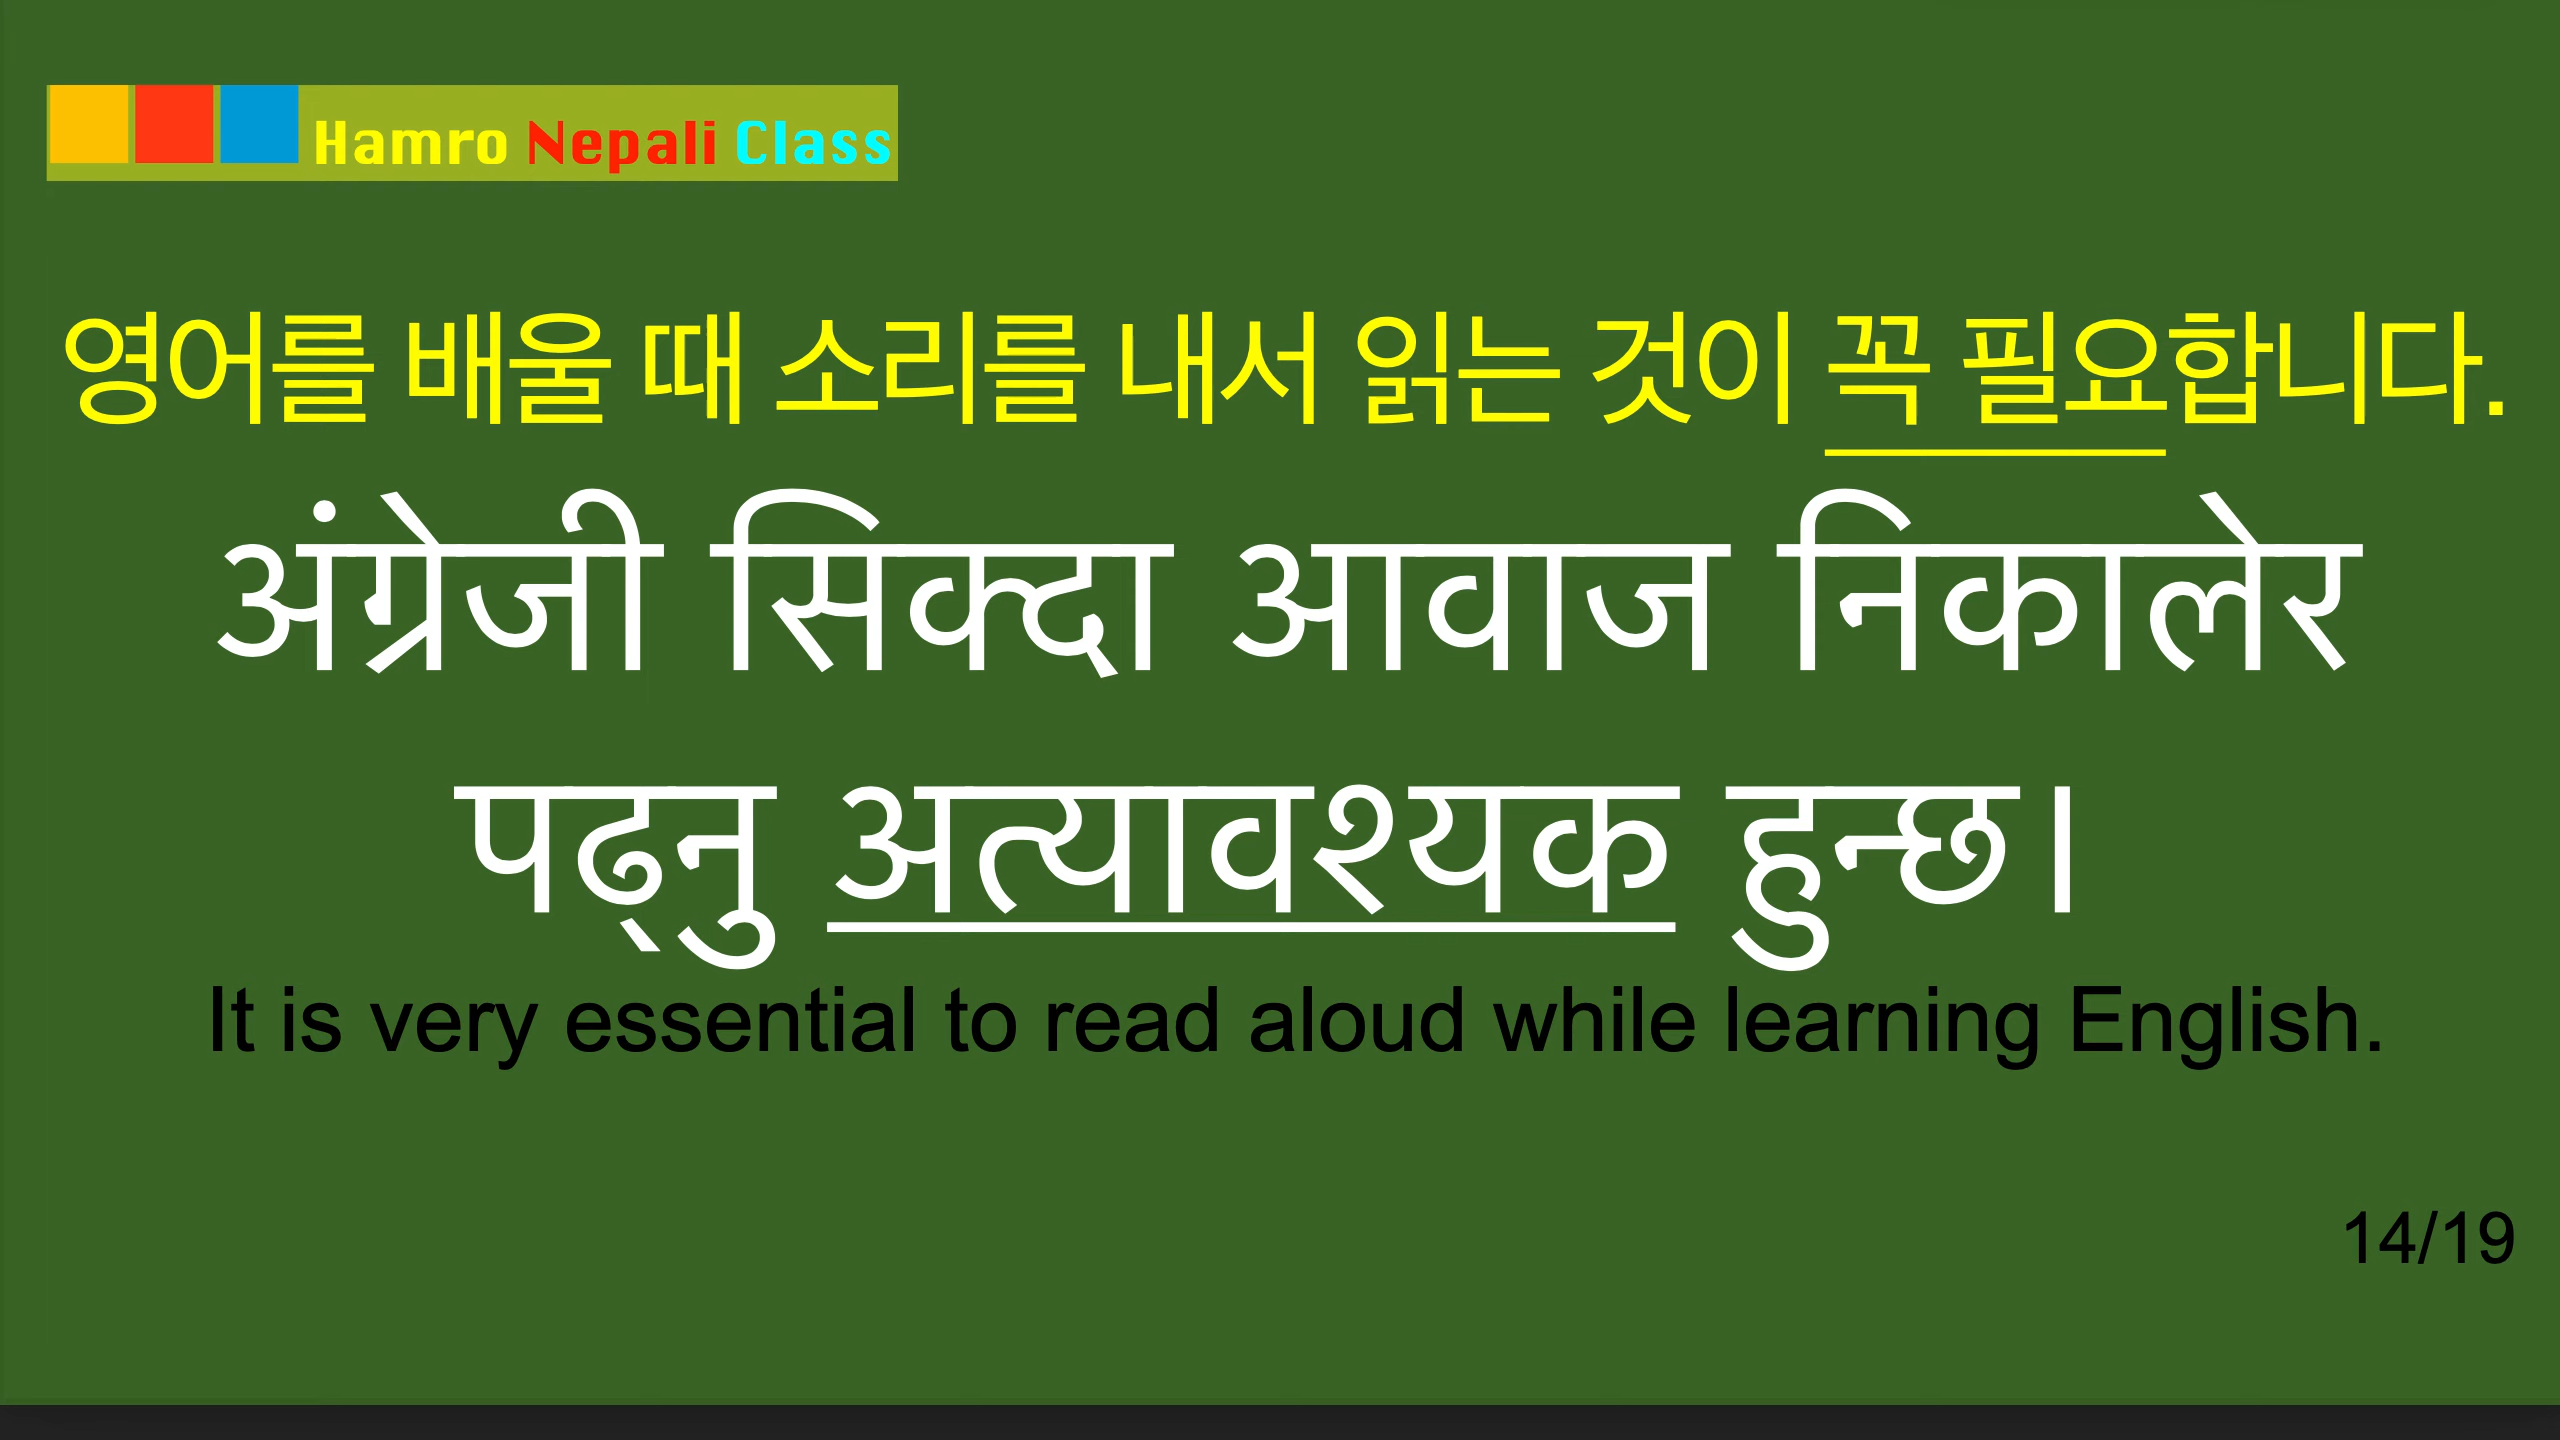 Hamro Nepali Class
영어를 배울 때 소리를 내서 읽는 것이 꼭 필요합니다.
अंग्रेजी सिक्दा आवाज निकालेर
पढ्नु अत्यावश्यक हुन्छ।
It is very essential to read aloud while learning English.
14/19